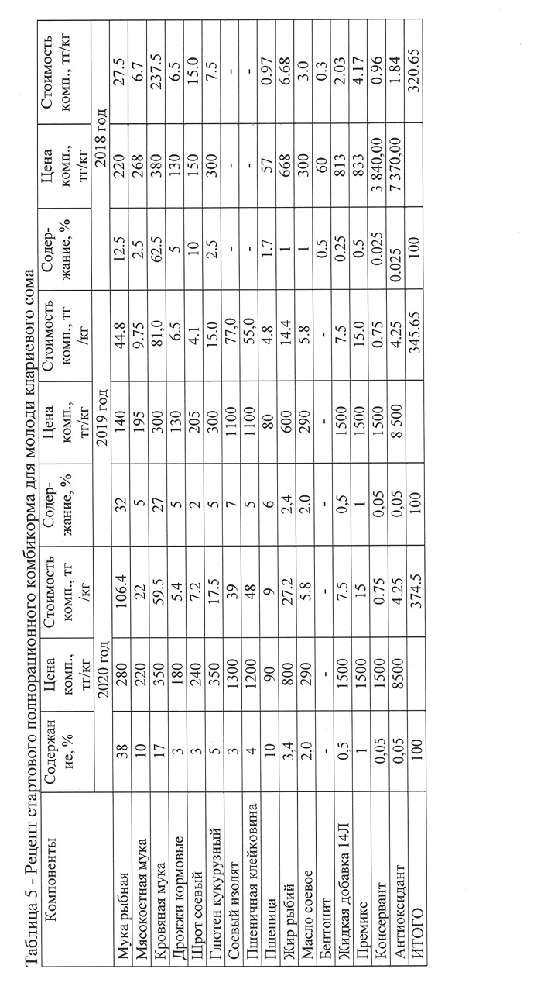 Таблица 5 - Рецепт стартового полнорационного комбикорма для молоди клариевого сома
Компоненты Содержан ие, % Цена комп., тг/кг Стоимость комп., тг /кг Содер- жание, % Цена комп., тг/кг Стоимость комп., тг /кг Содер- жание, % Цена комп., тг/кг Стоимость комп., тг/кг
2020 год 2019 год 2018 год
Мука рыбная 38 280 106.4 32 140 44.8 12.5 220 27.5
Мясокостная мука 10 220 22 5 195 9.75 2.5 268 6.7
Кровяная мука 17 350 59.5 27 300 81,0 62.5 380 237.5
Дрожжи кормовые 3 180 5.4 5 130 6.5 5 130 6.5
Шрот соевый 3 240 7.2 2 205 4.1 10 150 15.0
Глютен кукурузный 5 350 17.5 5 300 15.0 2.5 300 7.5
Соевый изолят 3 1300 39 7 1100 77,0 - - -
Пшеничная клейковина 4 1200 48 5 1100 55,0 - - -
Пшеница 10 90 9 6 80 4.8 1.7 57 0.97
Жир рыбий 3,4 800 27.2 2,4 600 14.4 1 668 6.68
Масло соевое 2,0 290 5.8 2.0 290 5.8 1 300 3.0
Бентонит - - - - - - 0.5 60 0.3
Жидкая добавка 14Л 0,5 1500 7.5 0,5 1500 7.5 0.25 813 2.03
Премикс 1 1500 15 1 1500 15.0 0.5 833 4.17
Консервант 0,05 1500 0.75 0,05 1500 0.75 0.025 3 840,00 0.96
Антиоксидант 0,05 8500 4.25 0,05 8 500 4.25 0.025 7 370,00 1.84
ИТОГО 100 374.5 100 345.65 100 320.65